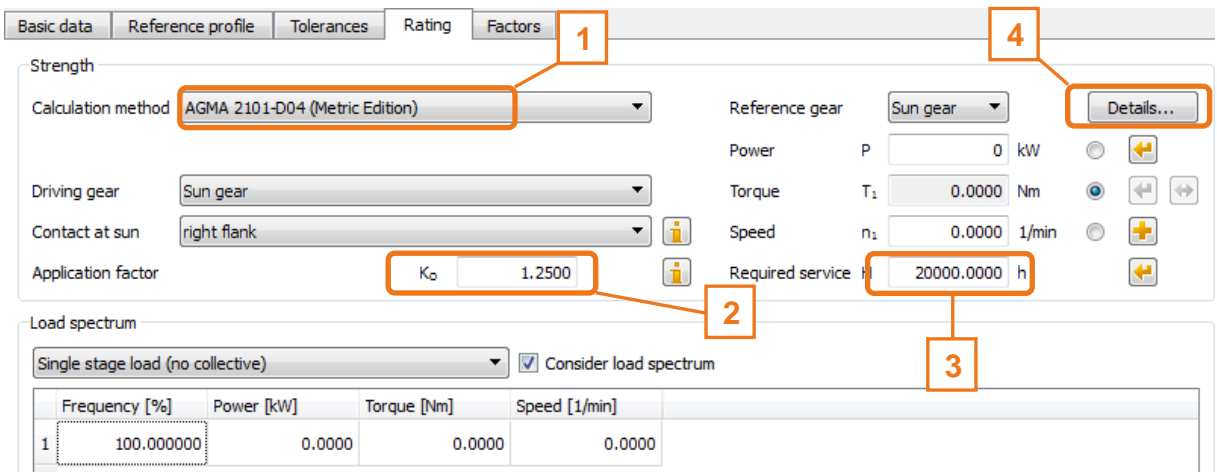 Basic data Reference profile Tolerances Rating Factors
1
4
Strength
Calculation method AGMA 2101-D04 (Metric Edition) Reference gear Sun gear Details...
Power P 0 kW
Driving gear Sun gear Torque T₁ 0.0000 Nm
Contact at sun right flank Speed n₁ 0.0000 1/min
Application factor Kₒ 1.2500 Required service H 20000.0000 h
2
3
Load spectrum
Single stage load (no collective) Consider load spectrum
Frequency [%] Power [kW] Torque [Nm] Speed [1/min]
1 100.000000 0.0000 0.0000 0.0000